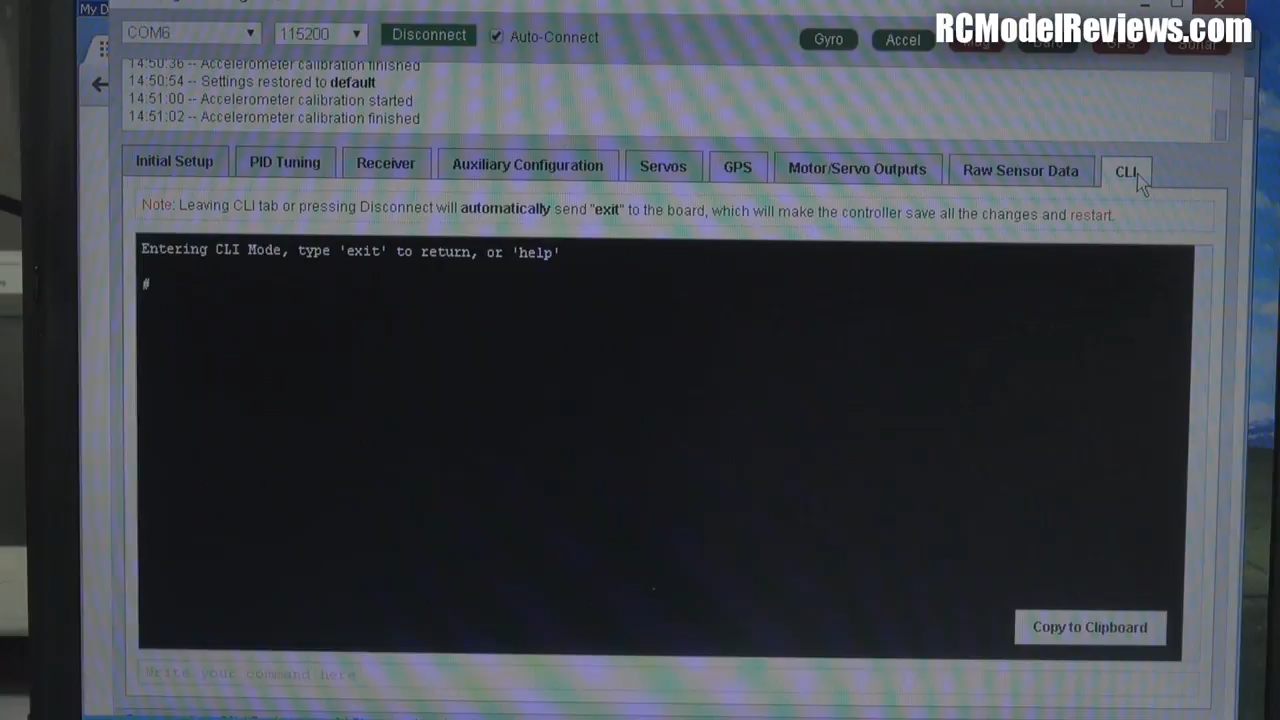 My D
RCModelReviews.com
COM6 115200 Disconnect Auto-Connect Gyro Accel
14:50:36 -- Accelerometer calibration finished
14:50:54 -- Settings restored to default
14:51:00 -- Accelerometer calibration started
14:51:02 -- Accelerometer calibration finished
Initial Setup PID Tuning Receiver Auxiliary Configuration Servos GPS Motor/Servo Outputs Raw Sensor Data CLI
Note: Leaving CLI tab or pressing Disconnect will automatically send "exit" to the board, which will make the controller save all the changes and restart.
Entering CLI Mode, type 'exit' to return, or 'help'
#
Copy to Clipboard
Write your command here